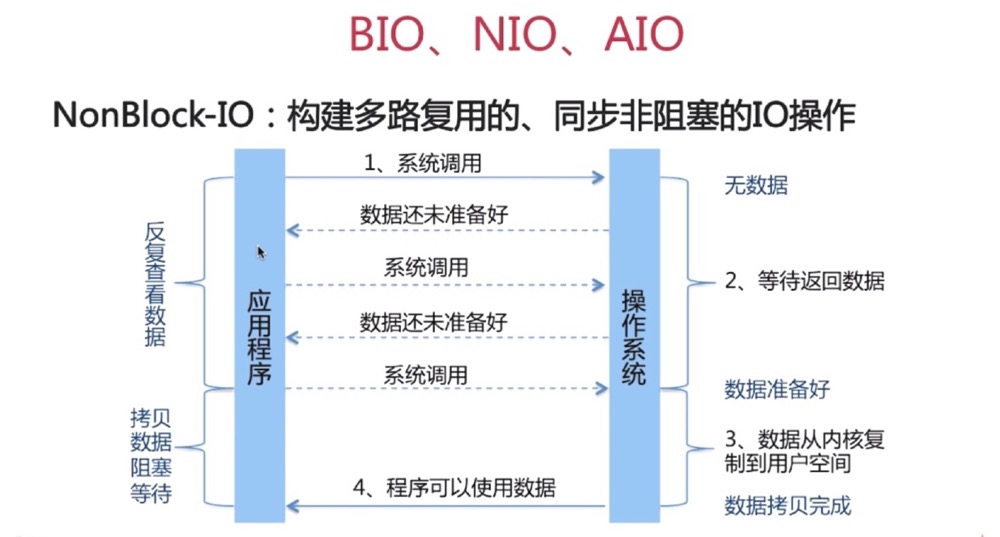 BIO、NIO、AIO
NonBlock-IO：构建多路复用的、同步非阻塞的IO操作
1、系统调用
无数据
数据还未准备好
反复查看数据
系统调用
2、等待返回数据
应用程序
操作系统
数据还未准备好
系统调用
数据准备好
拷贝
数据
阻塞
等待
3、数据从内核复
制到用户空间
4、程序可以使用数据
数据拷贝完成